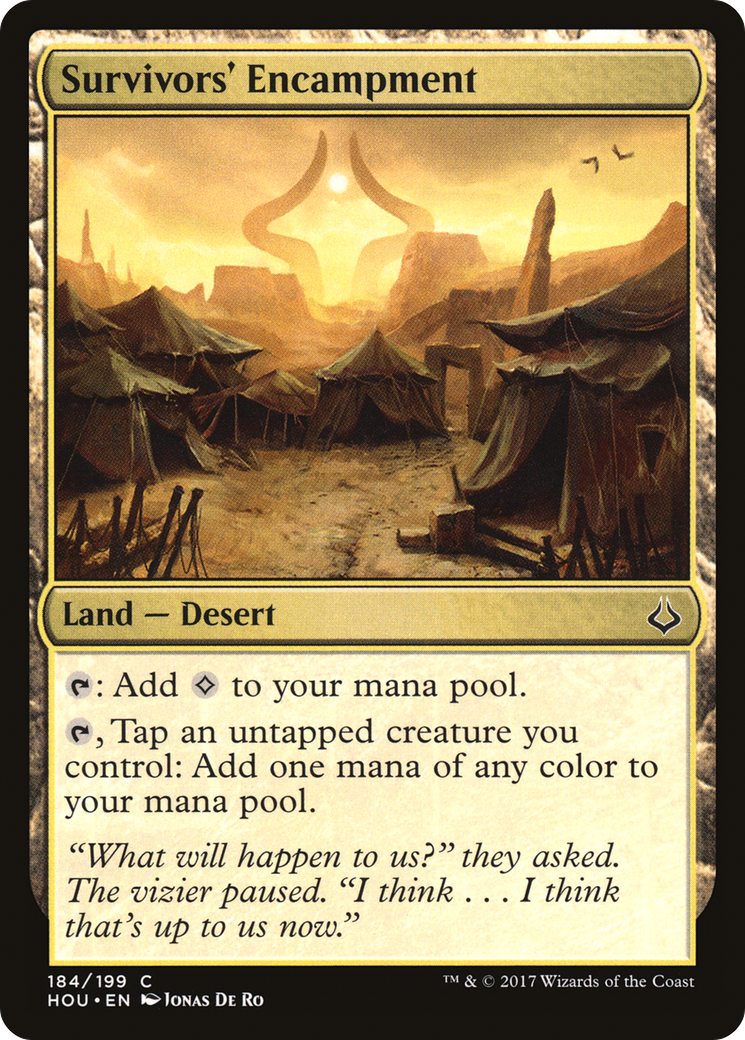 Survivors' Encampment
Land — Desert
: Add to your mana pool.
, Tap an untapped creature you
control: Add one mana of any color to
your mana pool.
“What will happen to us?” they asked.
The vizier paused. “I think . . . I think
that’s up to us now.”
184/199 C
HOU • EN Jonas De Ro
™ & © 2017 Wizards of the Coast